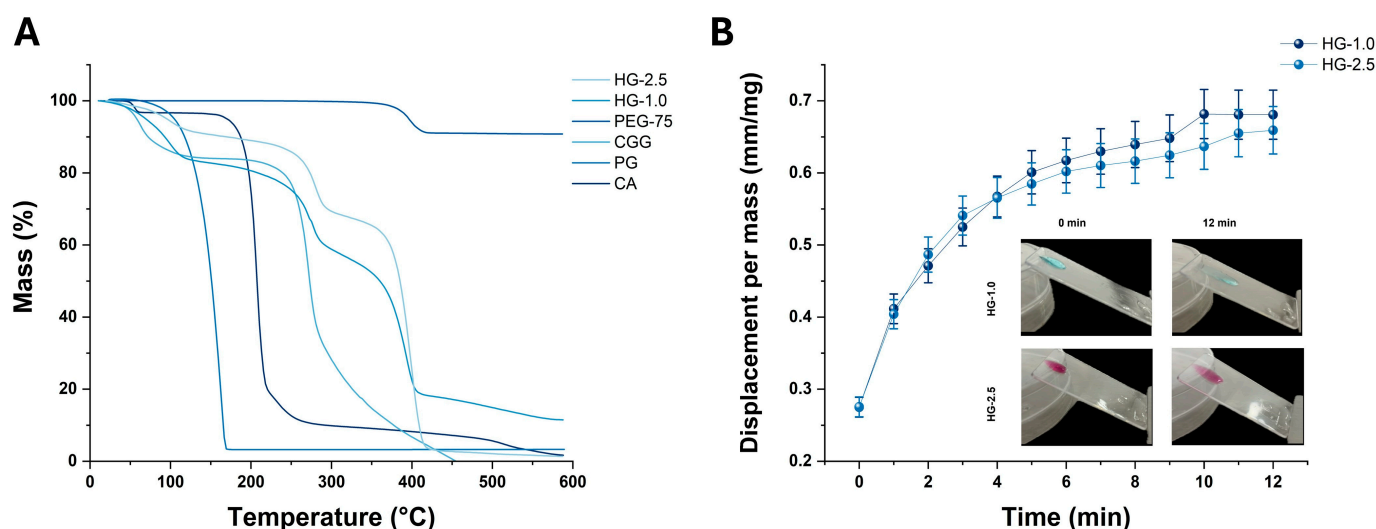 A
HG-2.5
HG-1.0
PEG-75
CGG
PG
CA
100
80
60
40
20
0
0 100 200 300 400 500 600
Mass (%)
Temperature (°C)
B
HG-1.0
HG-2.5
0.7
0.6
0.5
0.4
0.3
0.2
0 2 4 6 8 10 12
Displacement per mass (mm/mg)
Time (min)
0 min 12 min
HG-1.0
HG-2.5